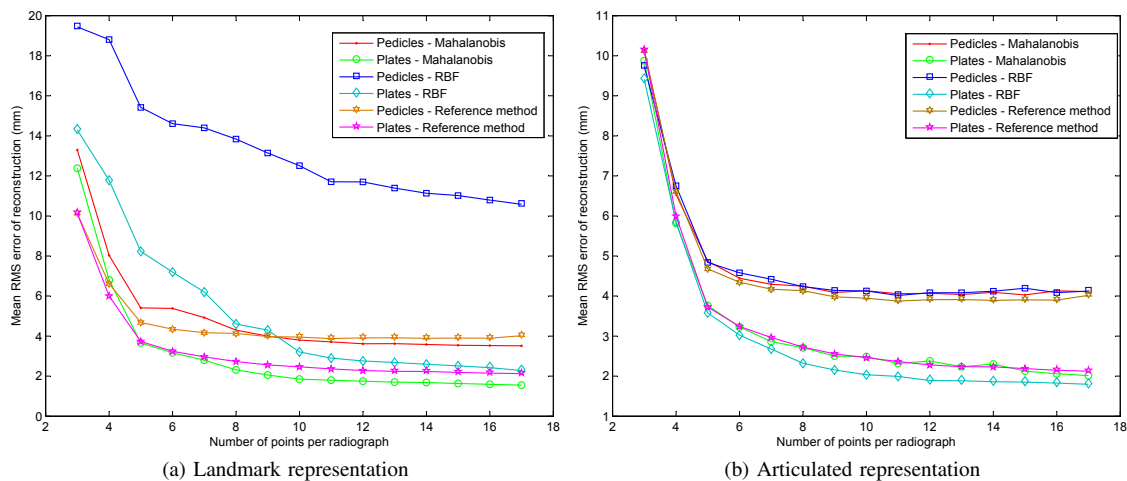 20
18
16
14
12
10
8
6
4
2
0
Mean RMS error of reconstruction (mm)
Pedicles - Mahalanobis
Plates - Mahalanobis
Pedicles - RBF
Plates - RBF
Pedicles - Reference method
Plates - Reference method
2 4 6 8 10 12 14 16 18
Number of points per radiograph
(a) Landmark representation
11
10
9
8
7
6
5
4
3
2
1
Mean RMS error of reconstruction (mm)
Pedicles - Mahalanobis
Plates - Mahalanobis
Pedicles - RBF
Plates - RBF
Pedicles - Reference method
Plates - Reference method
2 4 6 8 10 12 14 16 18
Number of points per radiograph
(b) Articulated representation